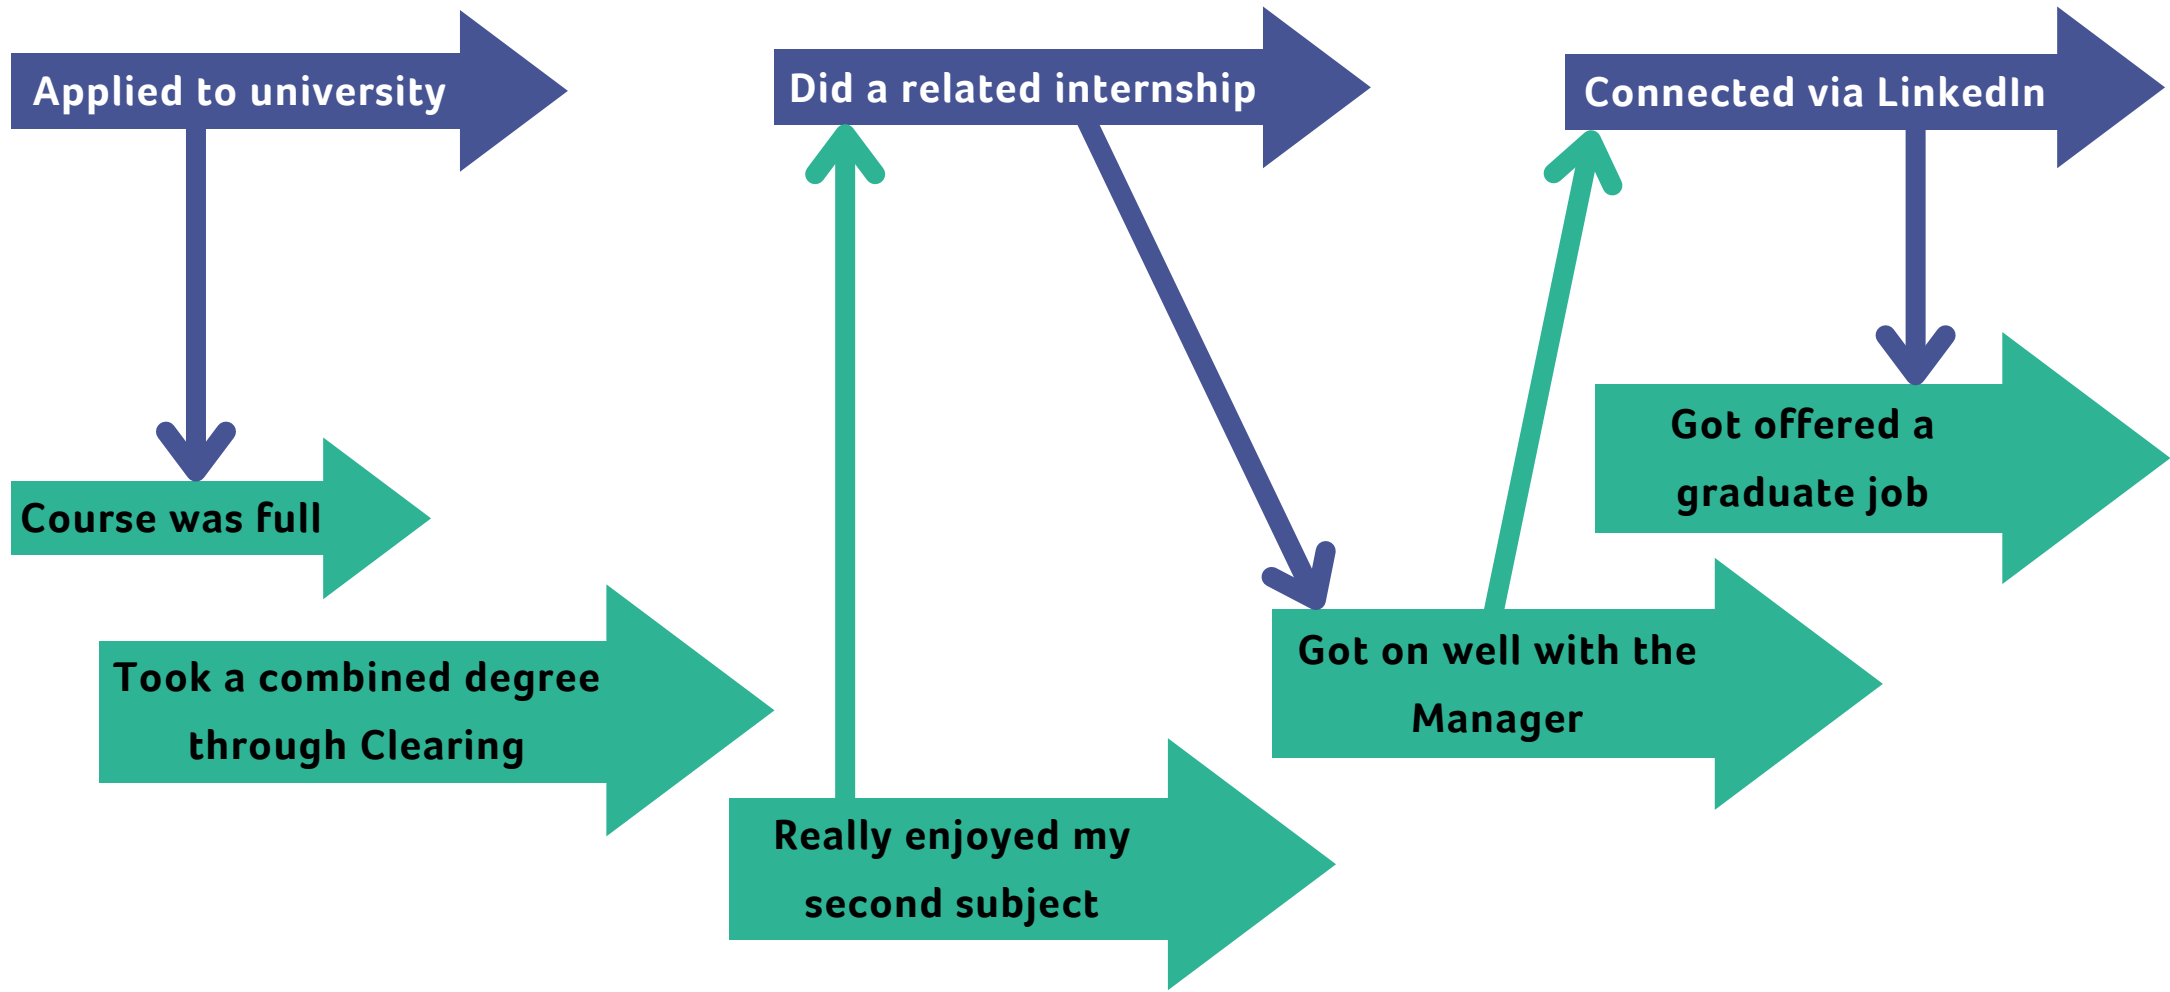 Applied to university
Did a related internship
Connected via LinkedIn
Got offered a
graduate job
Course was full
Got on well with the
Manager
Took a combined degree
through Clearing
Really enjoyed my
second subject